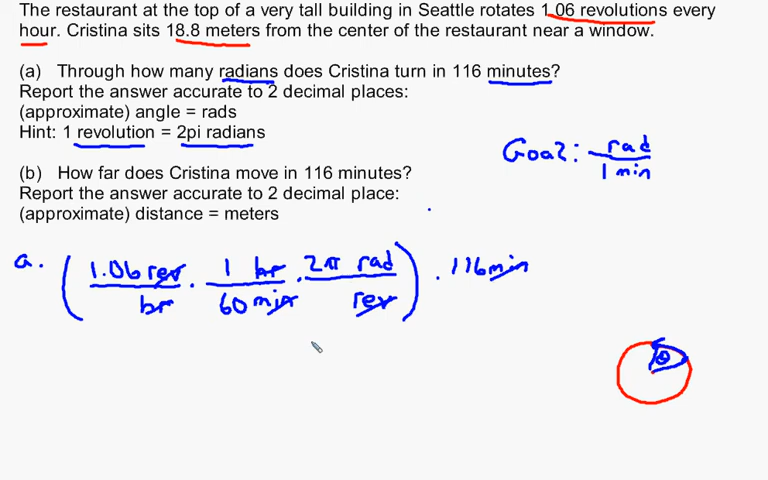 The restaurant at the top of a very tall building in Seattle rotates 1.06 revolutions every
hour. Cristina sits 18.8 meters from the center of the restaurant near a window.
(a) Through how many radians does Cristina turn in 116 minutes?
Report the answer accurate to 2 decimal places:
(approximate) angle = rads
Hint: 1 revolution = 2pi radians
Goal: rad / 1 min
(b) How far does Cristina move in 116 minutes?
Report the answer accurate to 2 decimal place:
(approximate) distance = meters
a. (1.06 rev / hr · 1 hr / 60 min · 2π rad / rev) · 116 min
θ